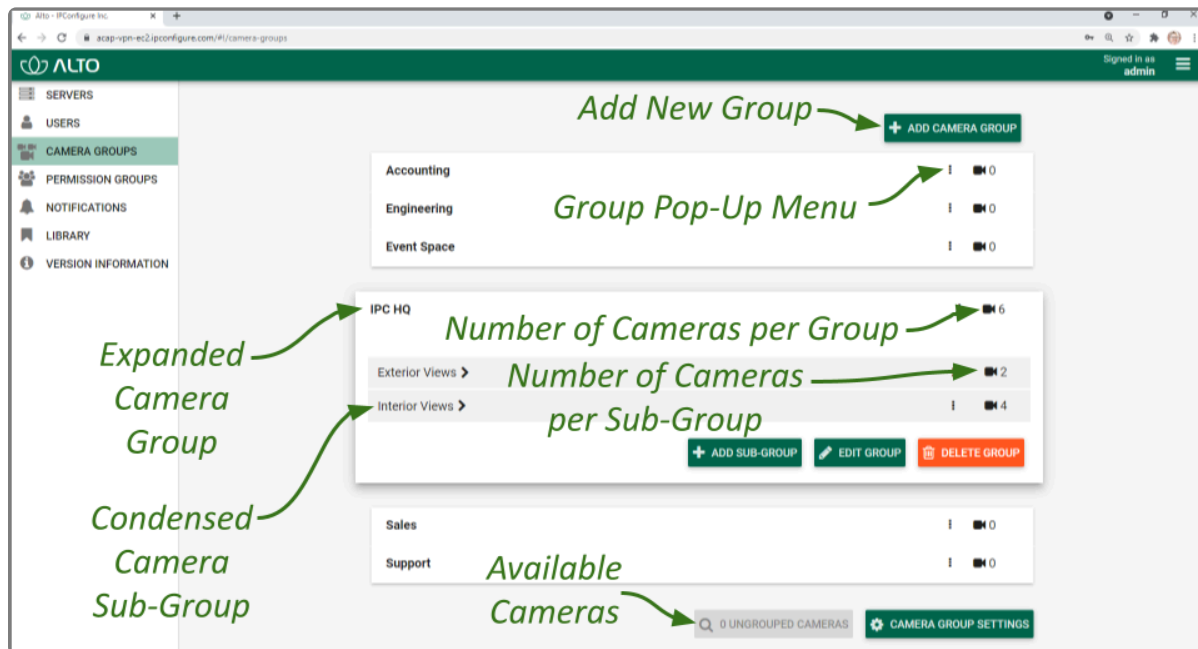 Alto - IPConfigure Inc.
acap-vpn-ec2.ipconfigure.com/#!/camera-groups
ALTO
Signed in as
admin
SERVERS
USERS
CAMERA GROUPS
PERMISSION GROUPS
NOTIFICATIONS
LIBRARY
VERSION INFORMATION
Add New Group
ADD CAMERA GROUP
Accounting
0
Group Pop-Up Menu
Engineering
0
Event Space
0
IPC HQ
6
Number of Cameras per Group
Expanded
Camera
Group
Exterior Views
2
Number of Cameras
per Sub-Group
Interior Views
4
ADD SUB-GROUP
EDIT GROUP
DELETE GROUP
Condensed
Camera
Sub-Group
Sales
0
Support
0
Available
Cameras
0 UNGROUPED CAMERAS
CAMERA GROUP SETTINGS